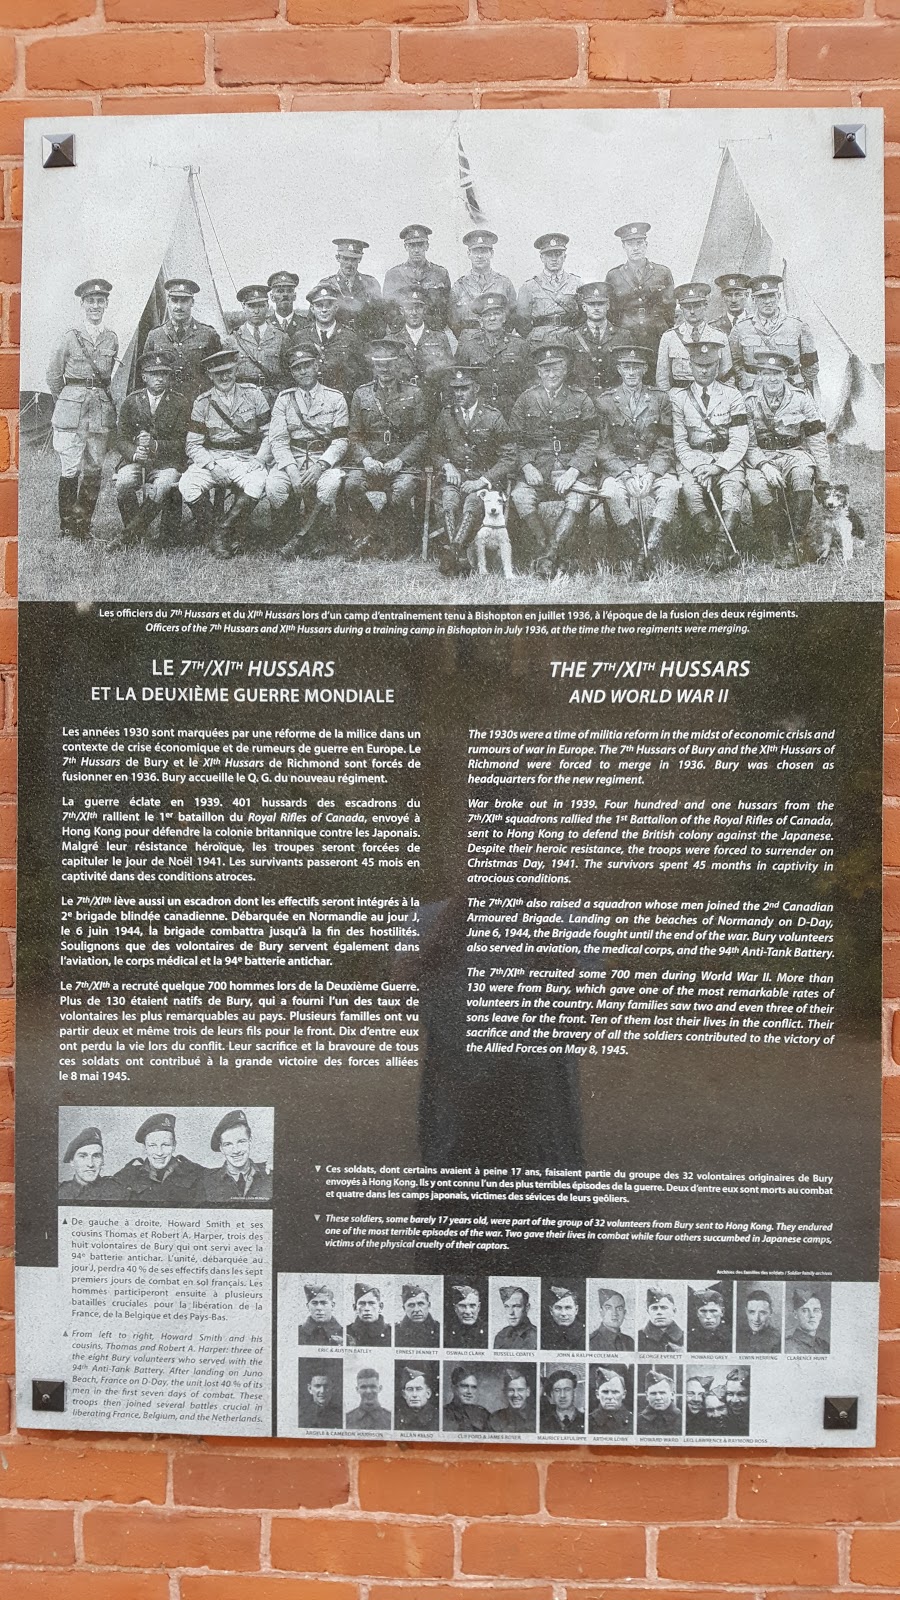 Les officiers du 7th Hussars et du XIth Hussars lors d'un camp d'entraînement tenu à Bishopton en juillet 1936, à l'époque de la fusion des deux régiments.
Officers of the 7th Hussars and XIth Hussars during a training camp in Bishopton in July 1936, at the time the two regiments were merging.
LE 7TH/XITH HUSSARS
ET LA DEUXIÈME GUERRE MONDIALE
Les années 1930 sont marquées par une réforme de la milice dans un
contexte de crise économique et de rumeurs de guerre en Europe. Le
7th Hussars de Bury et le XIth Hussars de Richmond sont forcés de
fusionner en 1936. Bury accueille le Q. G. du nouveau régiment.
La guerre éclate en 1939. 401 hussards des escadrons du
7th/XIth rallient le 1er bataillon du Royal Rifles of Canada, envoyé à
Hong Kong pour défendre la colonie britannique contre les Japonais.
Malgré leur résistance héroïque, les troupes seront forcées de
capituler le jour de Noël 1941. Les survivants passeront 45 mois en
captivité dans des conditions atroces.
Le 7th/XIth lève aussi un escadron dont les effectifs seront intégrés à la
2e brigade blindée canadienne. Débarquée en Normandie au jour J,
le 6 juin 1944, la brigade combattra jusqu'à la fin des hostilités.
Soulignons que des volontaires de Bury servent également dans
l'aviation, le corps médical et la 94e batterie antichar.
Le 7th/XIth a recruté quelque 700 hommes lors de la Deuxième Guerre.
Plus de 130 étaient natifs de Bury, qui a fourni l'un des taux de
volontaires les plus remarquables au pays. Plusieurs familles ont vu
partir deux et même trois de leurs fils pour le front. Dix d'entre eux
ont perdu la vie lors du conflit. Leur sacrifice et la bravoure de tous
ces soldats ont contribué à la grande victoire des forces alliées
le 8 mai 1945.
THE 7TH/XITH HUSSARS
AND WORLD WAR II
The 1930s were a time of militia reform in the midst of economic crisis and
rumours of war in Europe. The 7th Hussars of Bury and the XIth Hussars of
Richmond were forced to merge in 1936. Bury was chosen as
headquarters for the new regiment.
War broke out in 1939. Four hundred and one hussars from the
7th/XIth squadrons rallied the 1st Battalion of the Royal Rifles of Canada,
sent to Hong Kong to defend the British colony against the Japanese.
Despite their heroic resistance, the troops were forced to surrender on
Christmas Day, 1941. The survivors spent 45 months in captivity in
atrocious conditions.
The 7th/XIth also raised a squadron whose men joined the 2nd Canadian
Armoured Brigade. Landing on the beaches of Normandy on D-Day,
June 6, 1944, the Brigade fought until the end of the war. Bury volunteers
also served in aviation, the medical corps, and the 94th Anti-Tank Battery.
The 7th/XIth recruited some 700 men during World War II. More than
130 were from Bury, which gave one of the most remarkable rates of
volunteers in the country. Many families saw two and even three of their
sons leave for the front. Ten of them lost their lives in the conflict. Their
sacrifice and the bravery of all the soldiers contributed to the victory of
the Allied Forces on May 8, 1945.
▲ De gauche à droite, Howard Smith et ses
cousins Thomas et Robert A. Harper, trois des
huit volontaires de Bury qui ont servi avec la
94e batterie antichar. L'unité, débarquée au
jour J, perdra 40 % de ses effectifs dans les sept
premiers jours de combat en sol français. Les
hommes participeront ensuite à plusieurs
batailles cruciales pour la libération de la
France, de la Belgique et des Pays-Bas.
▲ From left to right, Howard Smith and his
cousins, Thomas and Robert A. Harper: three of
the eight Bury volunteers who served with the
94th Anti-Tank Battery. After landing on Juno
Beach, France on D-Day, the unit lost 40 % of its
men in the first seven days of combat. These
troops then joined several battles crucial in
liberating France, Belgium, and the Netherlands.
▼ Ces soldats, dont certains avaient à peine 17 ans, faisaient partie du groupe des 32 volontaires originaires de Bury
envoyés à Hong Kong. Ils y ont connu l'un des plus terribles épisodes de la guerre. Deux d'entre eux sont morts au combat
et quatre dans les camps japonais, victimes des sévices de leurs geôliers.
▼ These soldiers, some barely 17 years old, were part of the group of 32 volunteers from Bury sent to Hong Kong. They endured
one of the most terrible episodes of the war. Two gave their lives in combat while four others succumbed in Japanese camps,
victims of the physical cruelty of their captors.
Archives des familles des soldats / Soldier family archives
ERIC & AUSTIN BATLEY ERNEST BENNETT OSWALD CLARK RUSSELL COATES JOHN & RALPH COLEMAN GEORGE EVERETT HOWARD GREY EDWIN HERRING CLARENCE HUNT
ARGYLE & CAMERON HARRISON ALLAN KELSO CLIFFORD & JAMES KOYER MAURICE LAFULIPPE ARTHUR LOWE HOWARD WARD LEO, LAWRENCE & RAYMOND ROSS